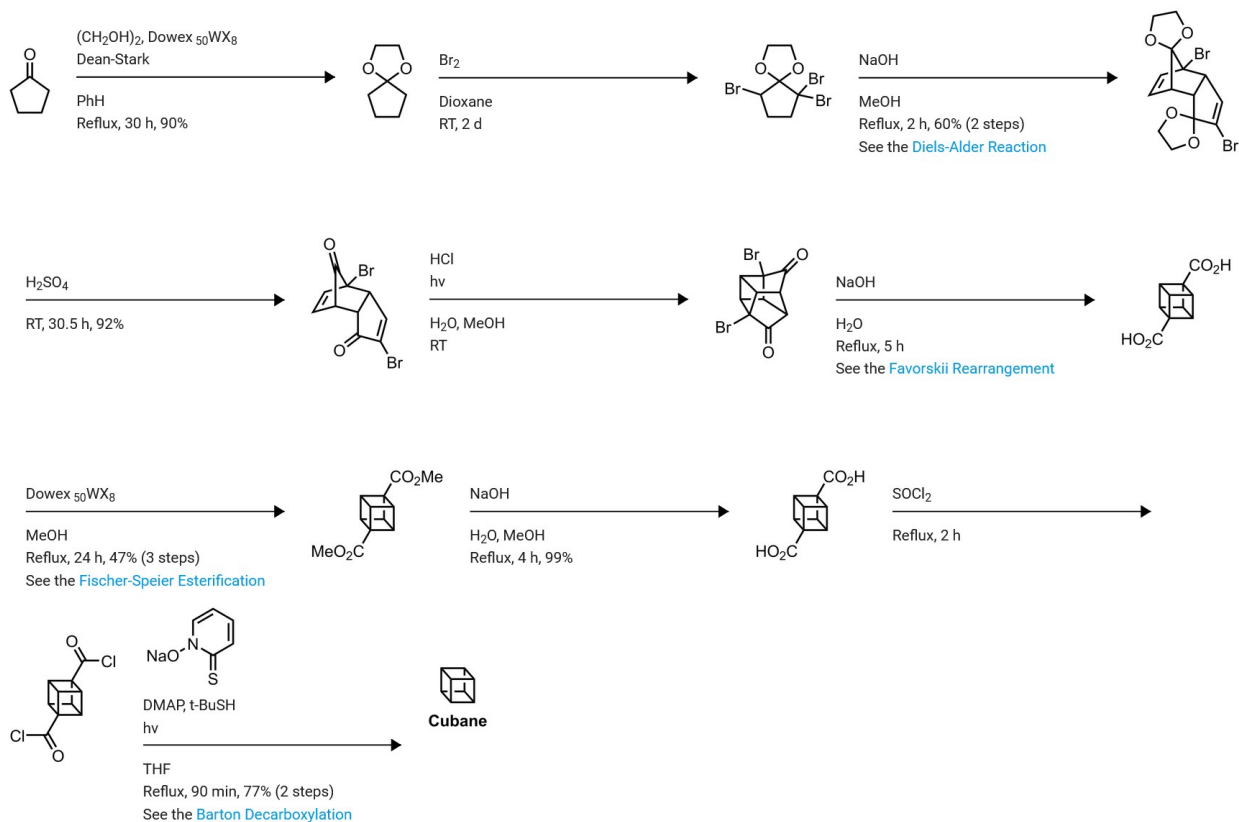 O
(CH2OH)2, Dowex 50WX8
Dean-Stark
PhH
Reflux, 30 h, 90%
O O
Br2
Dioxane
RT, 2 d
O O
Br Br
Br
NaOH
MeOH
Reflux, 2 h, 60% (2 steps)
See the Diels-Alder Reaction
O O
Br
O
O
Br
H2SO4
RT, 30.5 h, 92%
O
Br
O
Br
HCl
hv
H2O, MeOH
RT
Br O
Br
O
NaOH
H2O
Reflux, 5 h
See the Favorskii Rearrangement
CO2H
HO2C
Dowex 50WX8
MeOH
Reflux, 24 h, 47% (3 steps)
See the Fischer-Speier Esterification
CO2Me
MeO2C
NaOH
H2O, MeOH
Reflux, 4 h, 99%
CO2H
HO2C
SOCl2
Reflux, 2 h
O
Cl
Cl
O
N
NaO
S
DMAP, t-BuSH
hv
THF
Reflux, 90 min, 77% (2 steps)
See the Barton Decarboxylation
Cubane